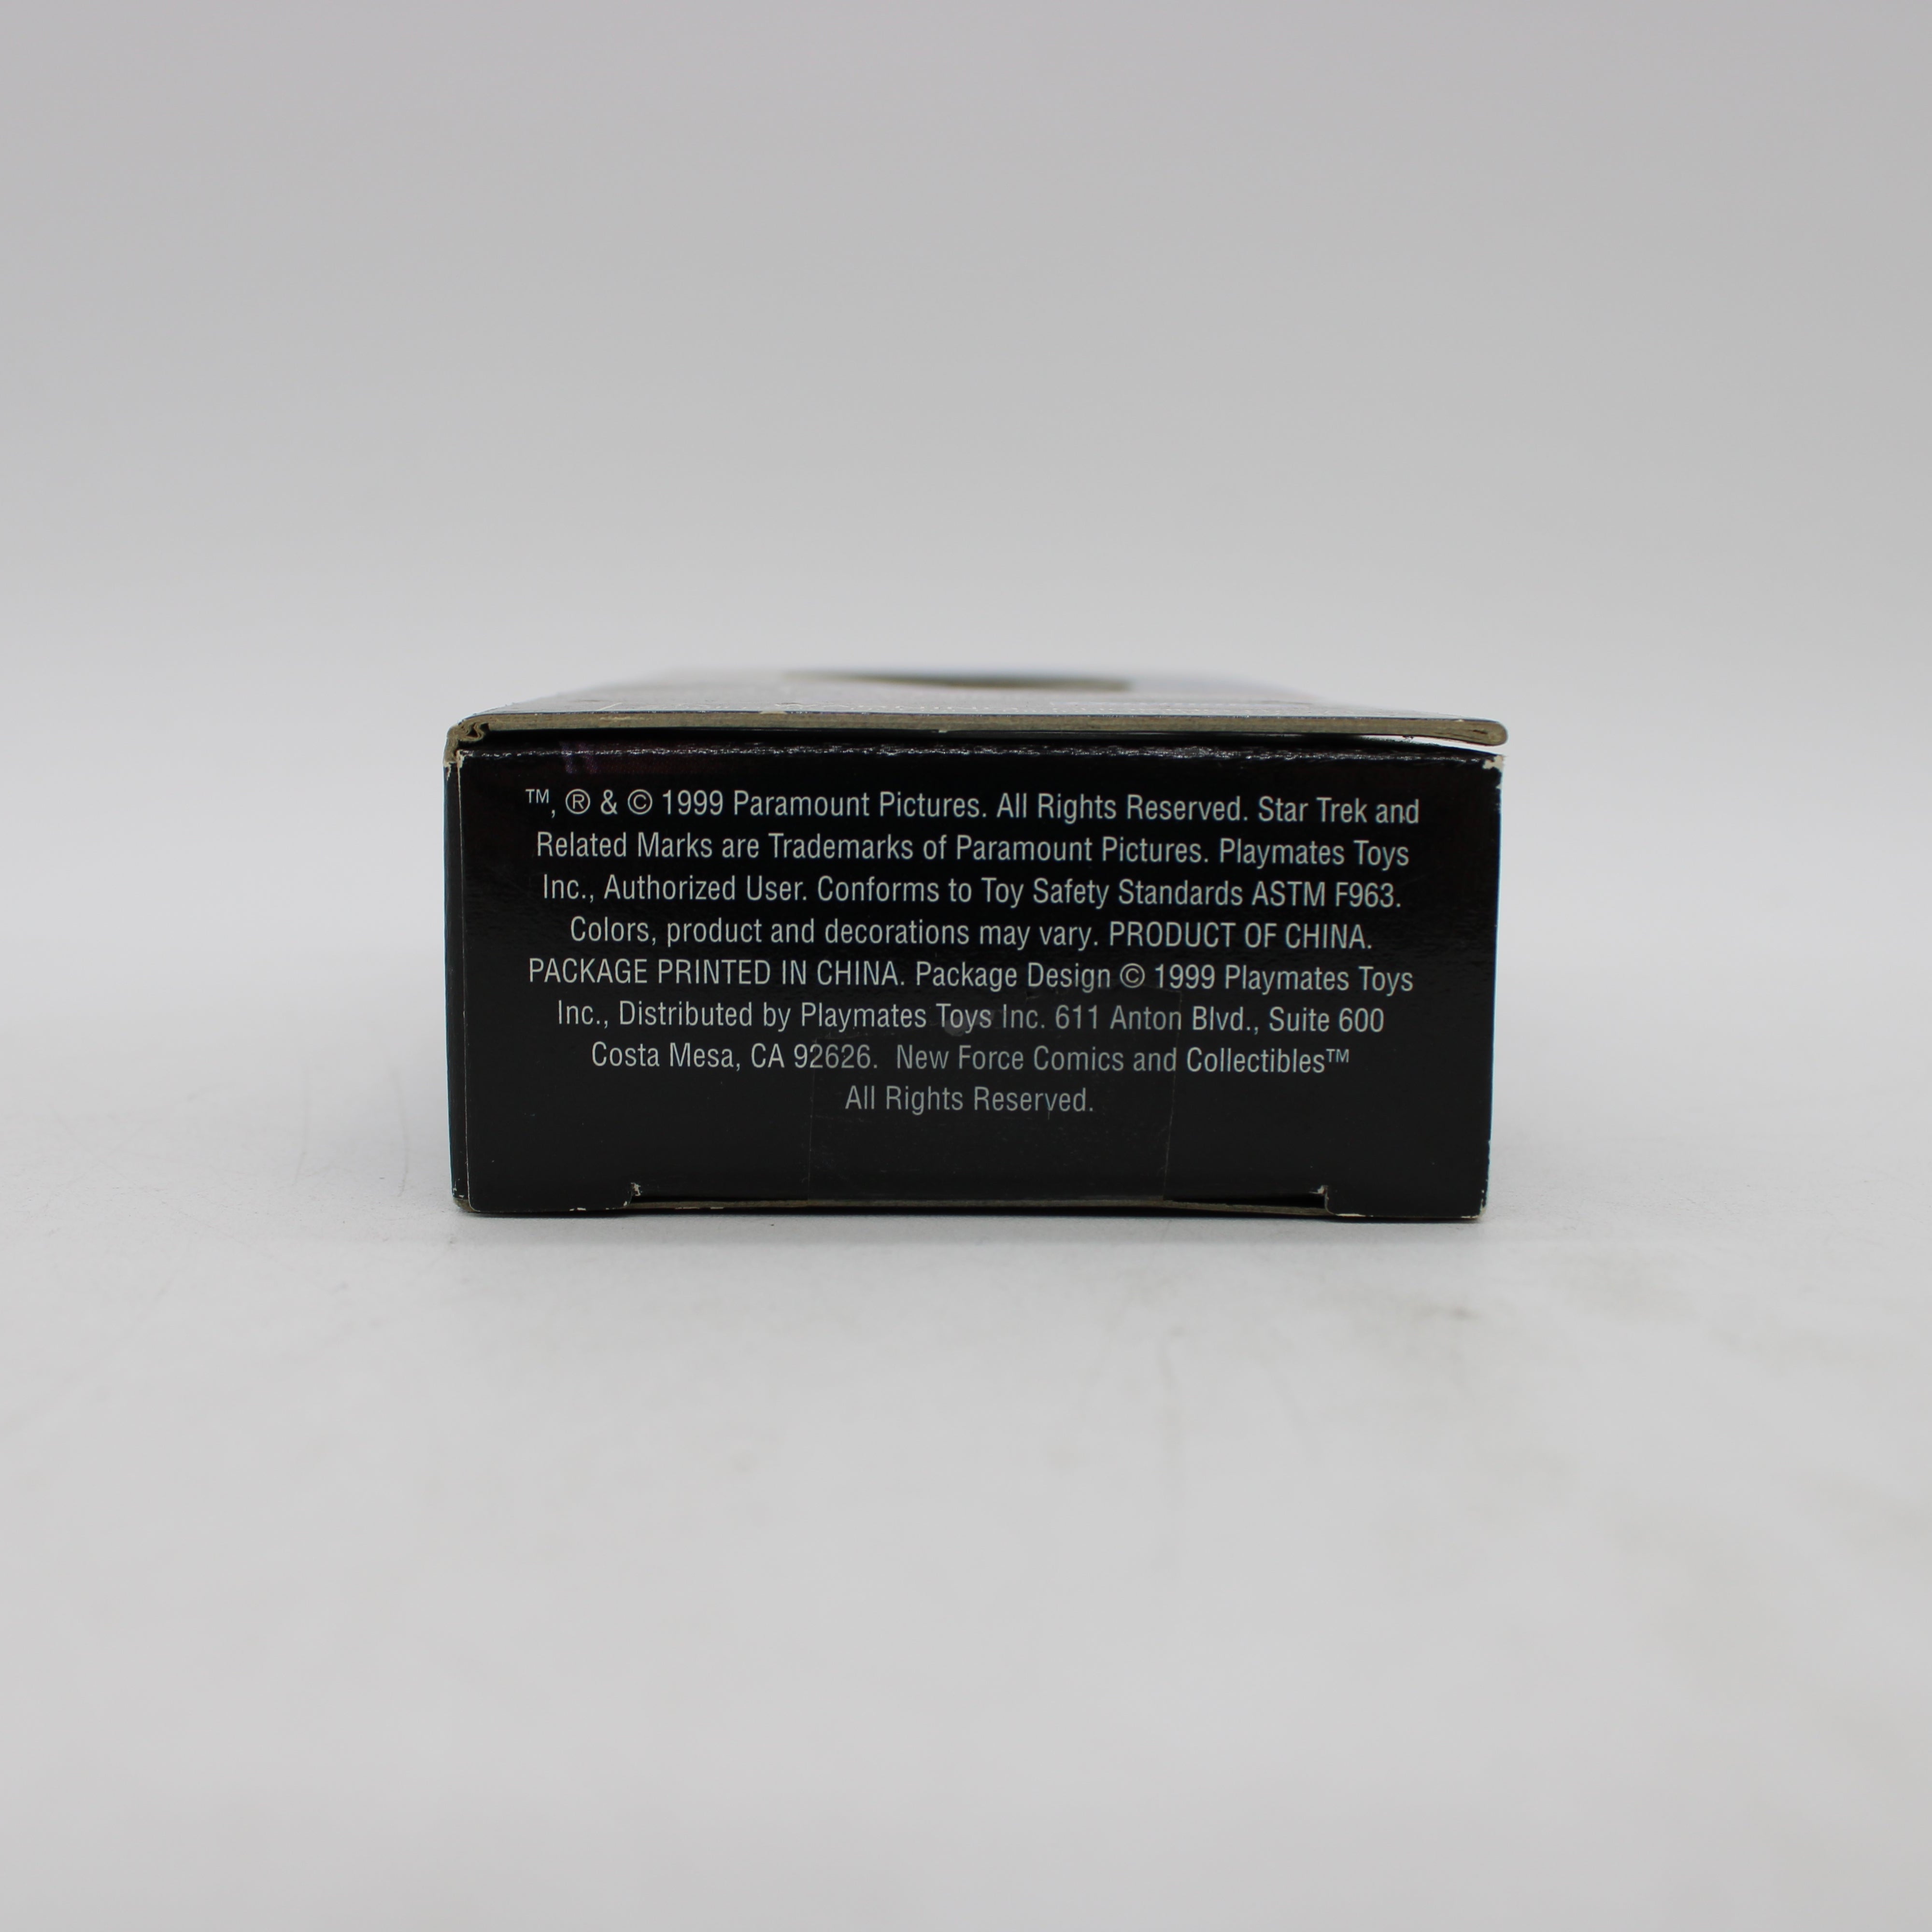 ™, ® & © 1999 Paramount Pictures. All Rights Reserved. Star Trek and
Related Marks are Trademarks of Paramount Pictures. Playmates Toys
Inc., Authorized User. Conforms to Toy Safety Standards ASTM F963.
Colors, product and decorations may vary. PRODUCT OF CHINA.
PACKAGE PRINTED IN CHINA. Package Design © 1999 Playmates Toys
Inc., Distributed by Playmates Toys Inc. 611 Anton Blvd., Suite 600
Costa Mesa, CA 92626. New Force Comics and Collectibles™
All Rights Reserved.